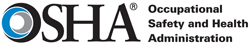 OSHA®
Occupational
Safety and Health
Administration